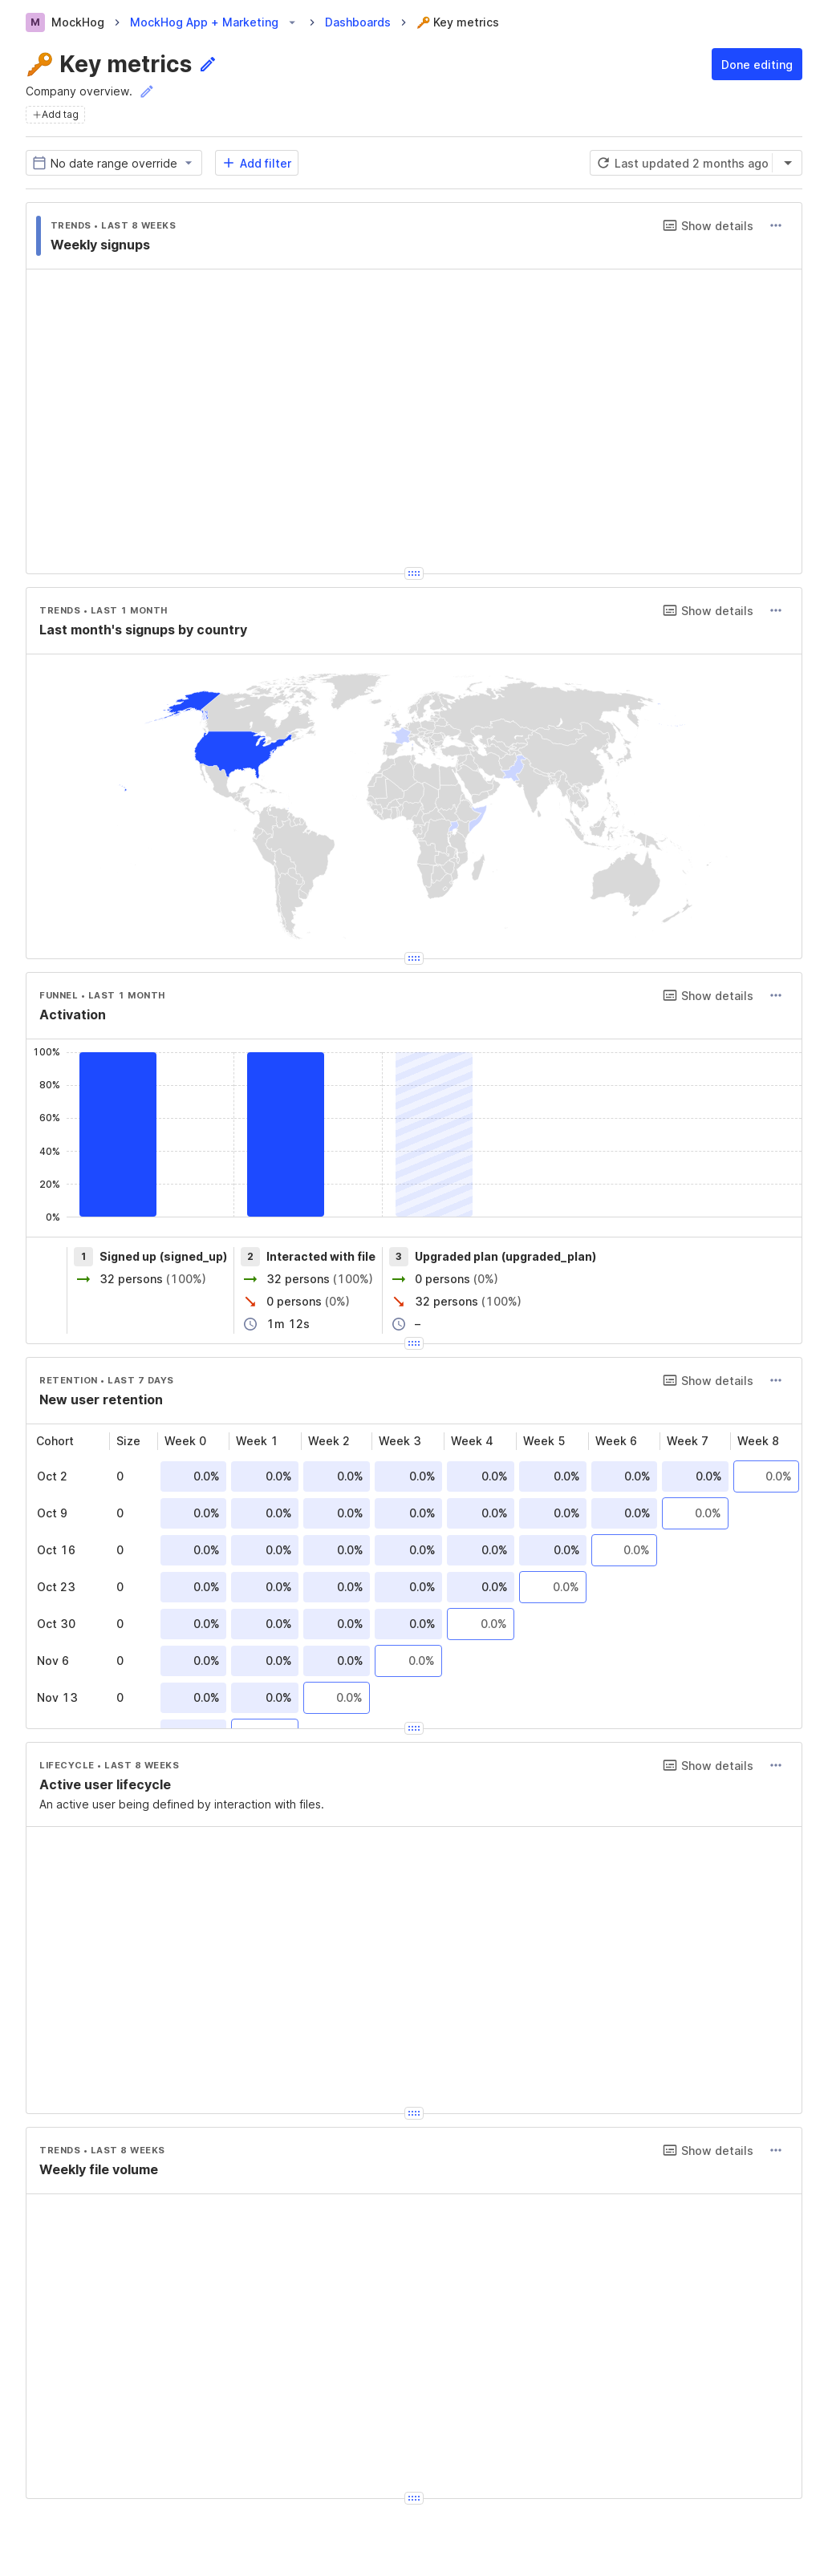 M MockHog > MockHog App + Marketing > Dashboards > 🔑 Key metrics
🔑 Key metrics
Done editing
Company overview.
+Add tag
No date range override
+ Add filter
Last updated 2 months ago
TRENDS • LAST 8 WEEKS
Show details
Weekly signups
TRENDS • LAST 1 MONTH
Show details
Last month's signups by country
FUNNEL • LAST 1 MONTH
Show details
Activation
100%
80%
60%
40%
20%
0%
1 Signed up (signed_up) 2 Interacted with file 3 Upgraded plan (upgraded_plan)
32 persons (100%) 32 persons (100%) 0 persons (0%)
0 persons (0%) 32 persons (100%)
1m 12s –
RETENTION • LAST 7 DAYS
Show details
New user retention
Cohort Size Week 0 Week 1 Week 2 Week 3 Week 4 Week 5 Week 6 Week 7 Week 8
Oct 2 0 0.0% 0.0% 0.0% 0.0% 0.0% 0.0% 0.0% 0.0% 0.0%
Oct 9 0 0.0% 0.0% 0.0% 0.0% 0.0% 0.0% 0.0% 0.0%
Oct 16 0 0.0% 0.0% 0.0% 0.0% 0.0% 0.0% 0.0%
Oct 23 0 0.0% 0.0% 0.0% 0.0% 0.0% 0.0%
Oct 30 0 0.0% 0.0% 0.0% 0.0% 0.0%
Nov 6 0 0.0% 0.0% 0.0% 0.0%
Nov 13 0 0.0% 0.0% 0.0%
LIFECYCLE • LAST 8 WEEKS
Show details
Active user lifecycle
An active user being defined by interaction with files.
TRENDS • LAST 8 WEEKS
Show details
Weekly file volume